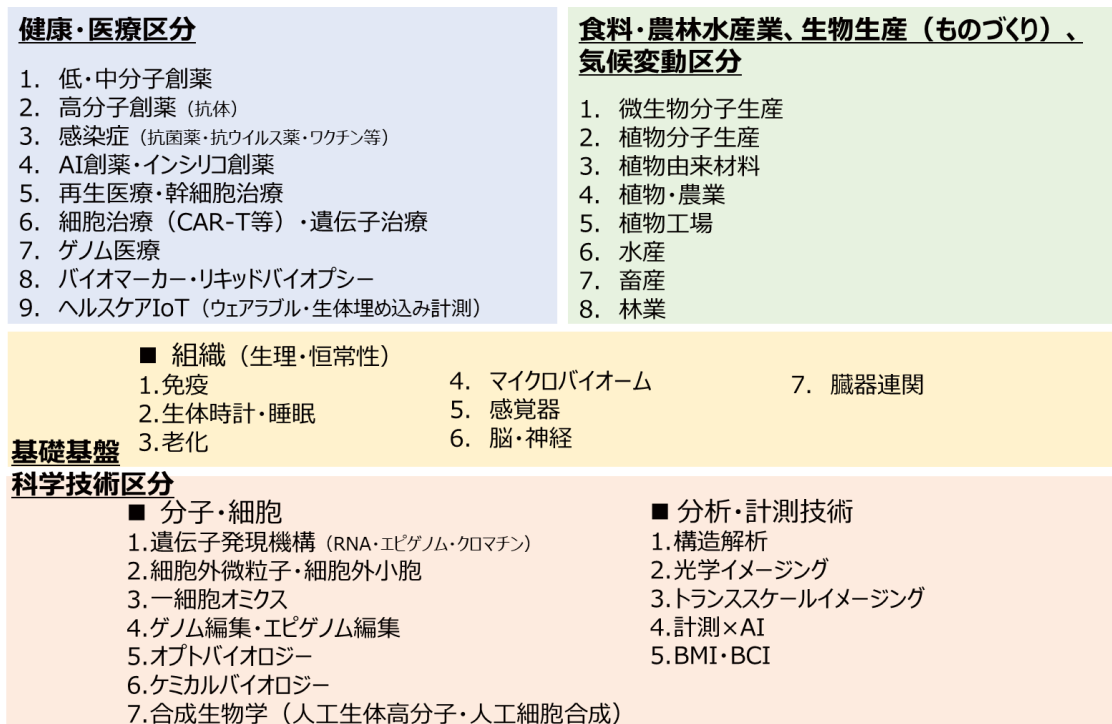 健康・医療区分
1. 低・中分子創薬
2. 高分子創薬（抗体）
3. 感染症（抗菌薬・抗ウイルス薬・ワクチン等）
4. AI創薬・インシリコ創薬
5. 再生医療・幹細胞治療
6. 細胞治療（CAR-T等）・遺伝子治療
7. ゲノム医療
8. バイオマーカー・リキッドバイオプシー
9. ヘルスケアIoT（ウェアラブル・生体埋め込み計測）
食料・農林水産業、生物生産（ものづくり）、
気候変動区分
1. 微生物分子生産
2. 植物分子生産
3. 植物由来材料
4. 植物・農業
5. 植物工場
6. 水産
7. 畜産
8. 林業
基礎基盤
科学技術区分
■ 組織（生理・恒常性）
1.免疫
2.生体時計・睡眠
3.老化
4. マイクロバイオーム
5. 感覚器
6. 脳・神経
7. 臓器連関
■ 分子・細胞
1.遺伝子発現機構（RNA・エピゲノム・クロマチン）
2.細胞外微粒子・細胞外小胞
3.一細胞オミクス
4.ゲノム編集・エピゲノム編集
5.オプトバイオロジー
6.ケミカルバイオロジー
7.合成生物学（人工生体高分子・人工細胞合成）
■ 分析・計測技術
1.構造解析
2.光学イメージング
3.トランススケールイメージング
4.計測×AI
5.BMI・BCI